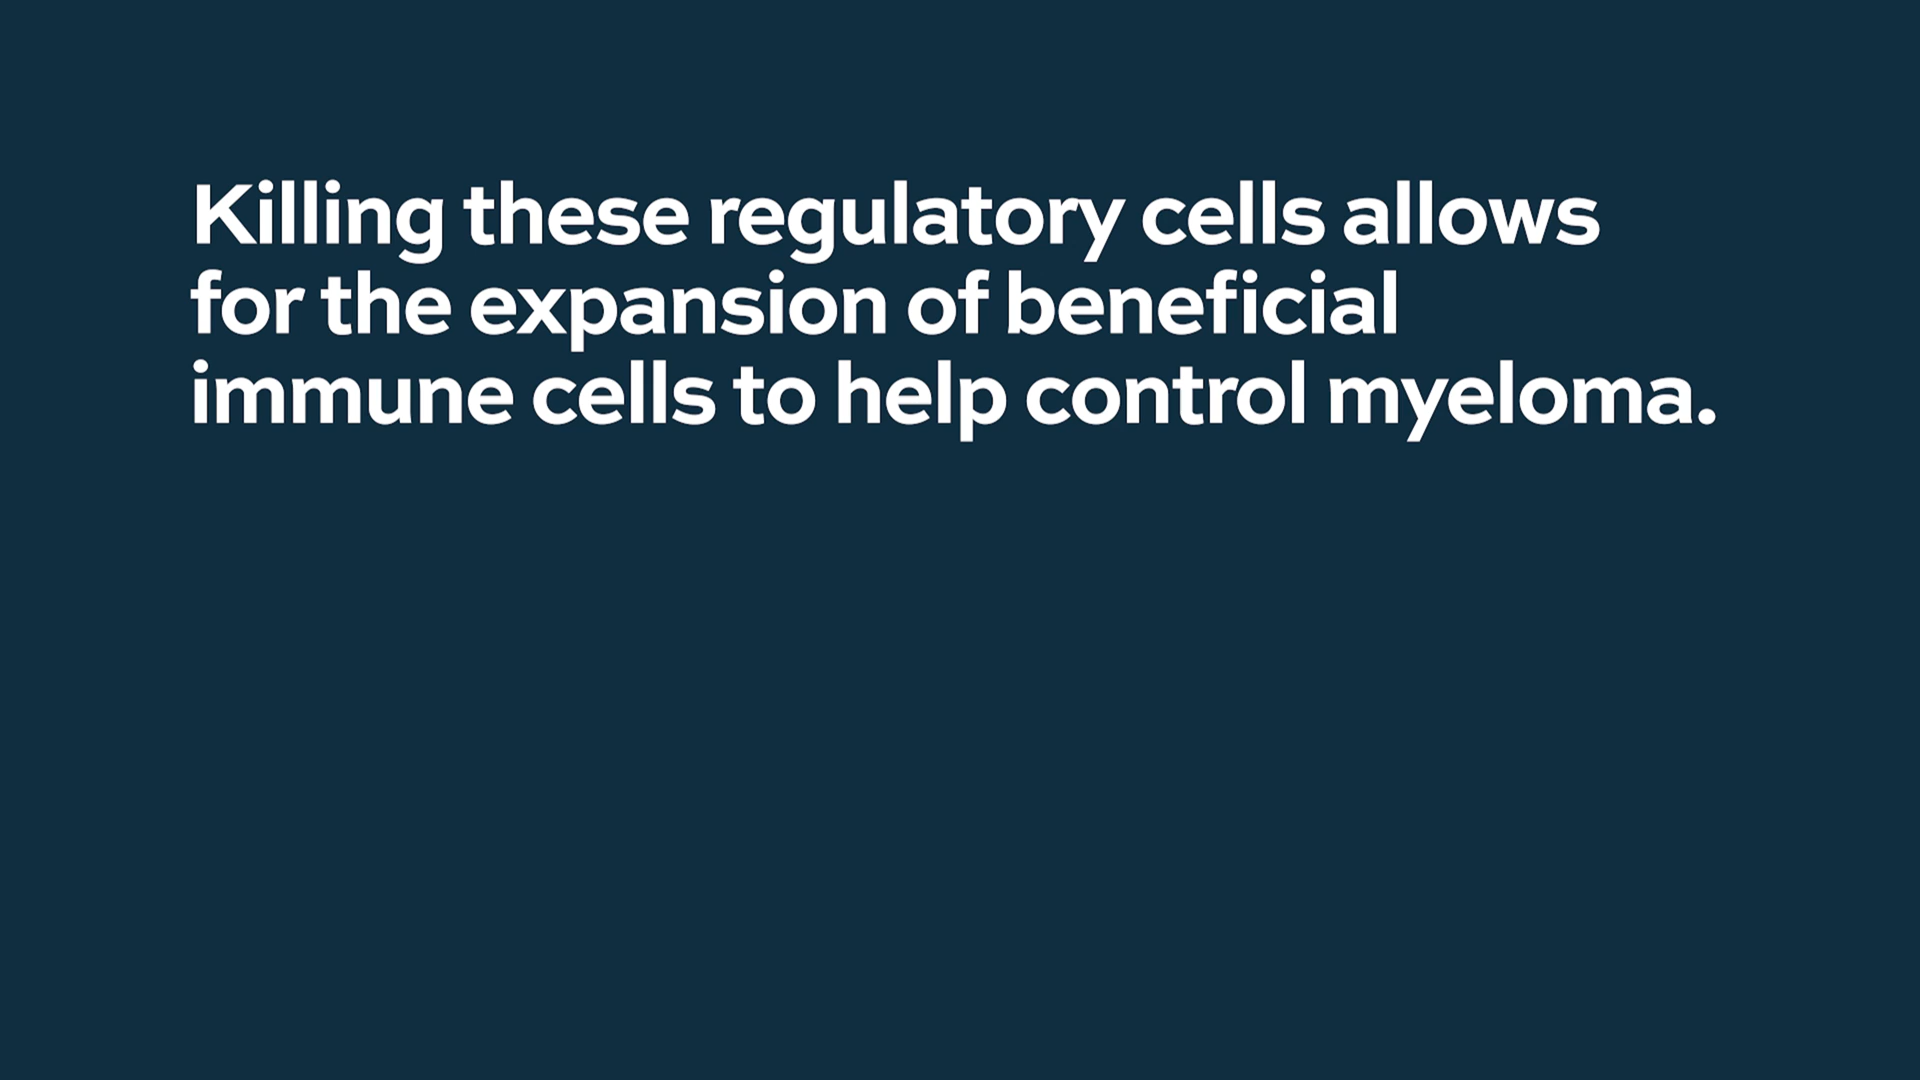 Killing these regulatory cells allows
for the expansion of beneficial
immune cells to help control myeloma.